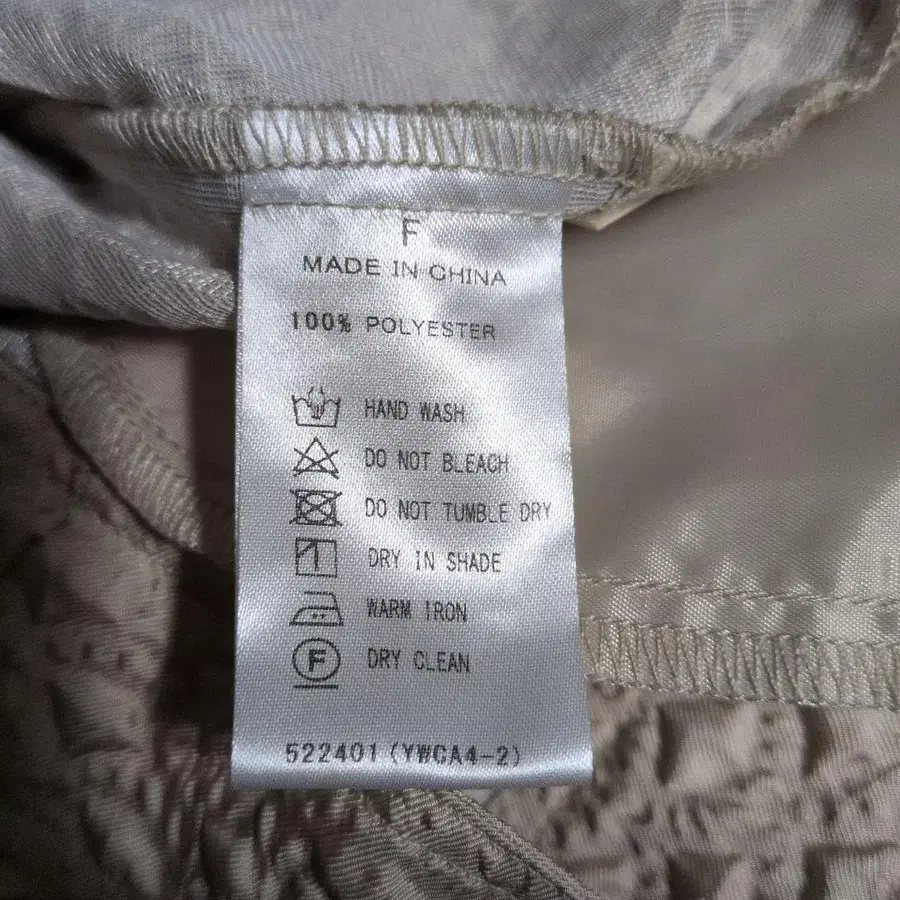 F
MADE IN CHINA
100% POLYESTER
HAND WASH
DO NOT BLEACH
DO NOT TUMBLE DRY
DRY IN SHADE
WARM IRON
F DRY CLEAN
522401(YWCA4-2)